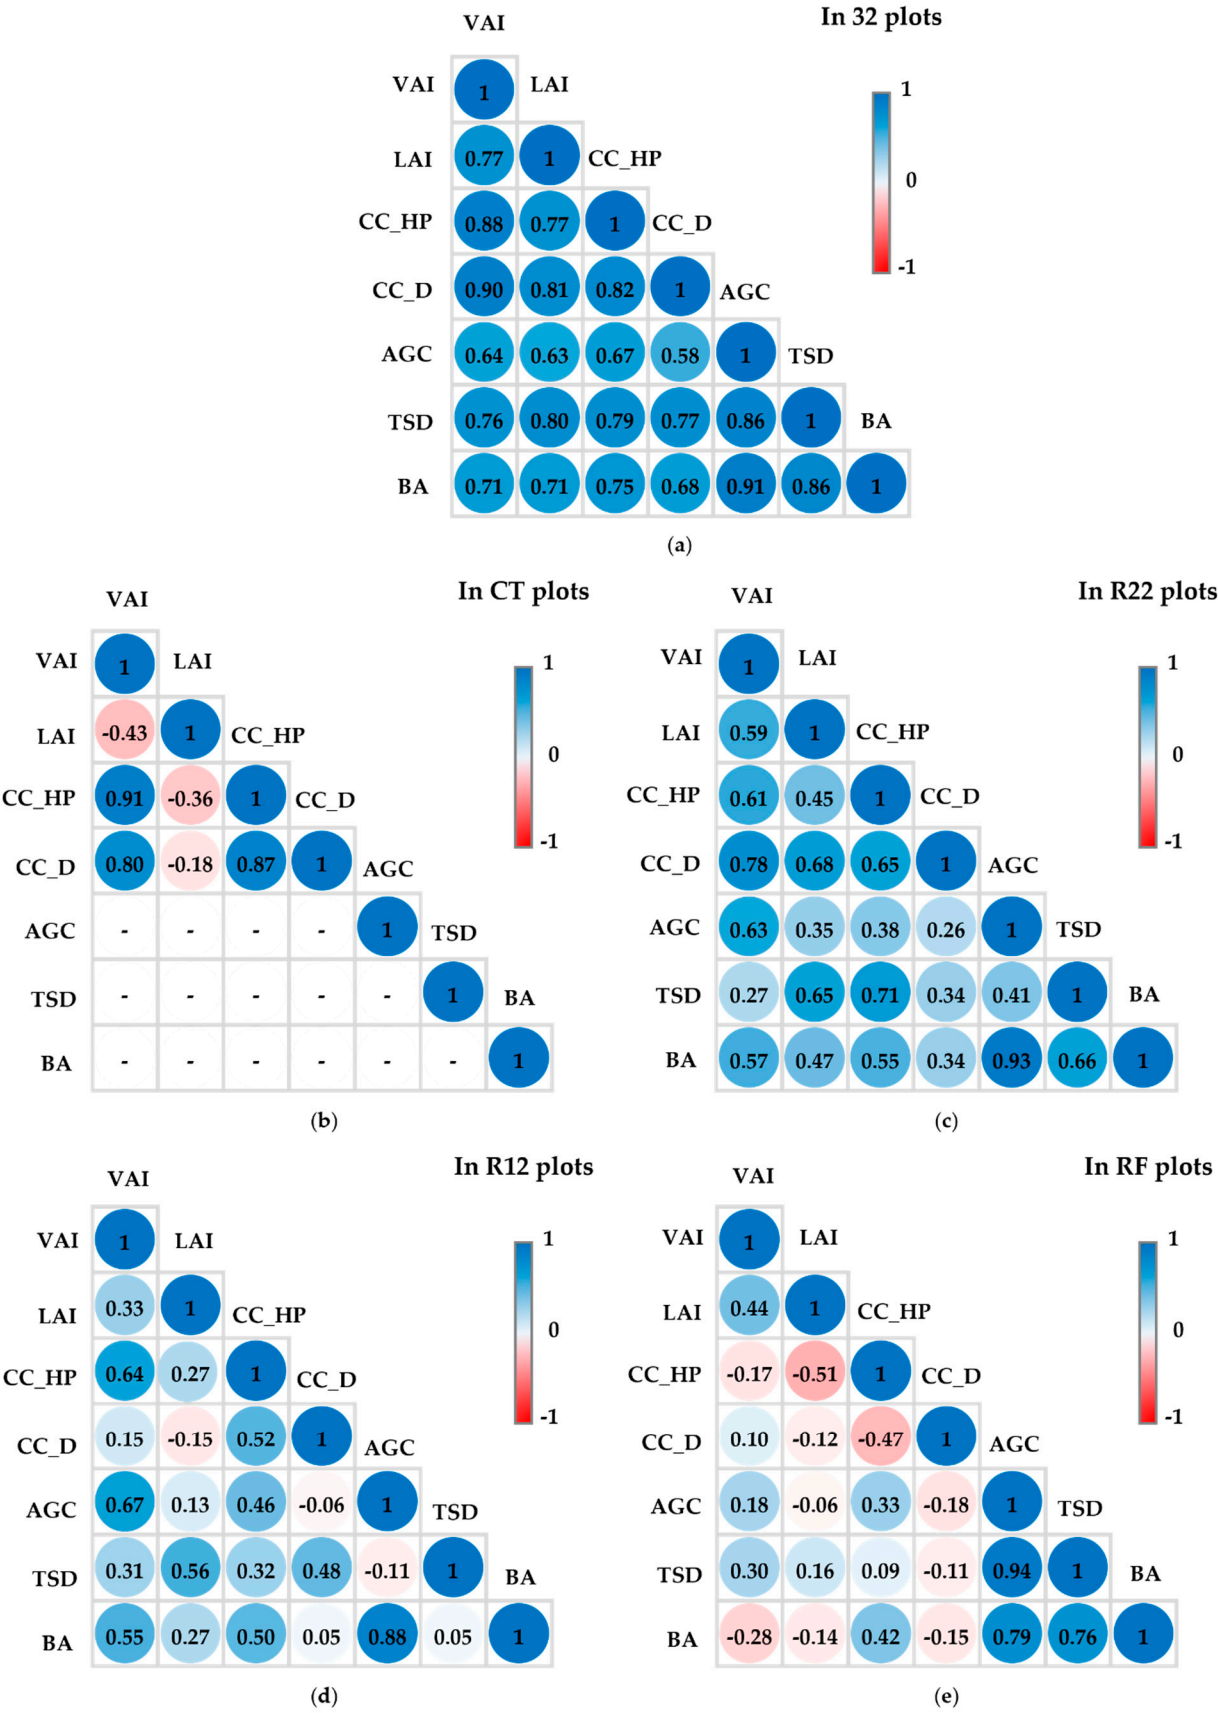 VAI
In 32 plots
VAI 1 LAI
LAI 0.77 1 CC_HP
CC_HP 0.88 0.77 1 CC_D
CC_D 0.90 0.81 0.82 1 AGC
AGC 0.64 0.63 0.67 0.58 1 TSD
TSD 0.76 0.80 0.79 0.77 0.86 1 BA
BA 0.71 0.71 0.75 0.68 0.91 0.86 1
1
0
-1
(a)
VAI
In CT plots
VAI 1 LAI
LAI -0.43 1 CC_HP
CC_HP 0.91 -0.36 1 CC_D
CC_D 0.80 -0.18 0.87 1 AGC
AGC - - - - 1 TSD
TSD - - - - - 1 BA
BA - - - - - - 1
1
0
-1
(b)
VAI
In R22 plots
VAI 1 LAI
LAI 0.59 1 CC_HP
CC_HP 0.61 0.45 1 CC_D
CC_D 0.78 0.68 0.65 1 AGC
AGC 0.63 0.35 0.38 0.26 1 TSD
TSD 0.27 0.65 0.71 0.34 0.41 1 BA
BA 0.57 0.47 0.55 0.34 0.93 0.66 1
1
0
-1
(c)
VAI
In R12 plots
VAI 1 LAI
LAI 0.33 1 CC_HP
CC_HP 0.64 0.27 1 CC_D
CC_D 0.15 -0.15 0.52 1 AGC
AGC 0.67 0.13 0.46 -0.06 1 TSD
TSD 0.31 0.56 0.32 0.48 -0.11 1 BA
BA 0.55 0.27 0.50 0.05 0.88 0.05 1
1
0
-1
(d)
VAI
In RF plots
VAI 1 LAI
LAI 0.44 1 CC_HP
CC_HP -0.17 -0.51 1 CC_D
CC_D 0.10 -0.12 -0.47 1 AGC
AGC 0.18 -0.06 0.33 -0.18 1 TSD
TSD 0.30 0.16 0.09 -0.11 0.94 1 BA
BA -0.28 -0.14 0.42 -0.15 0.79 0.76 1
1
0
-1
(e)